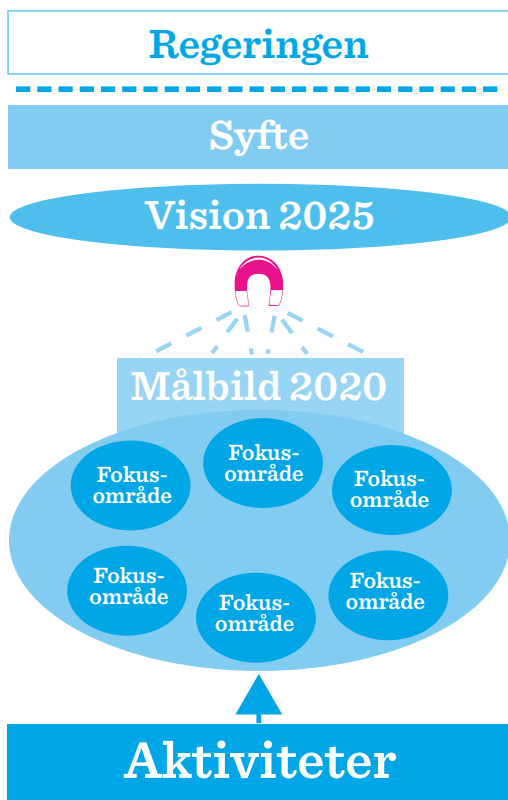 Regeringen
Syfte
Vision 2025
Målbild 2020
Fokus-
område
Fokus-
område
Fokus-
område
Fokus-
område
Fokus-
område
Fokus-
område
Aktiviteter